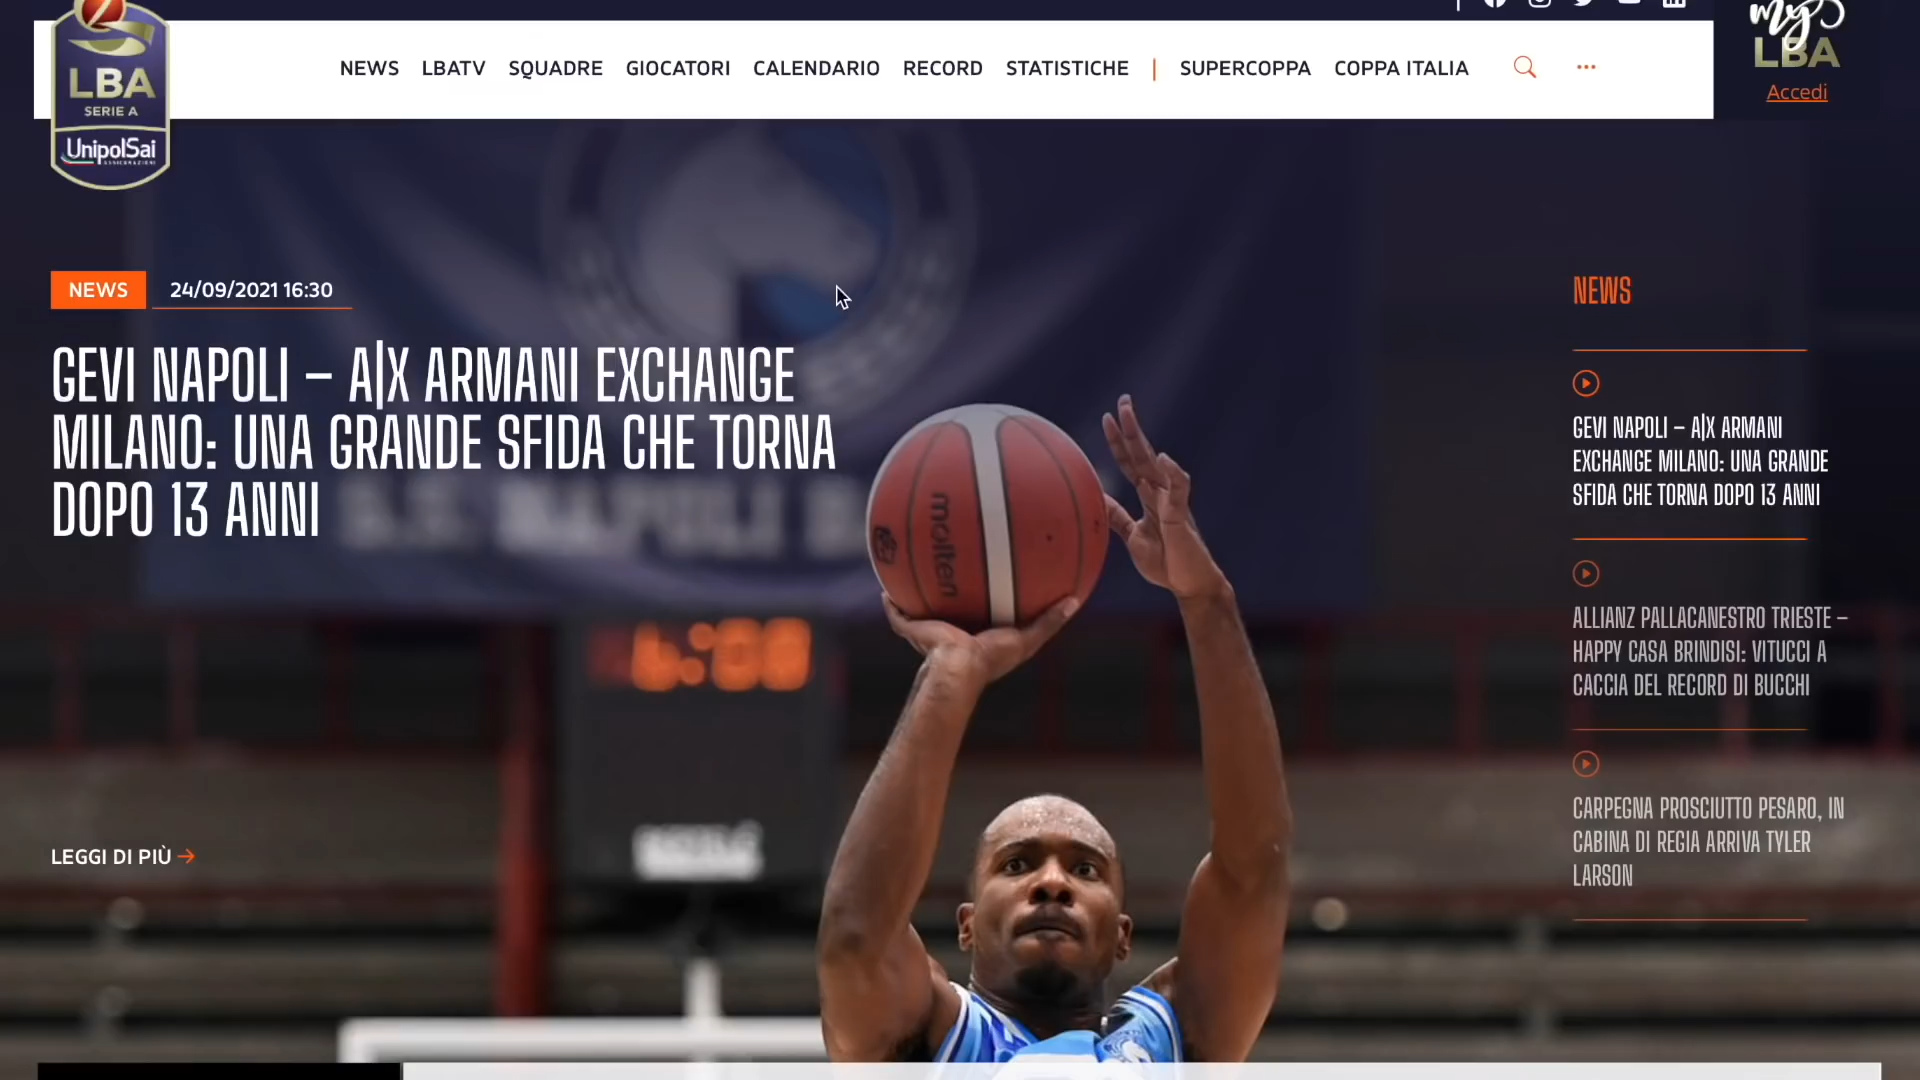 my
LBA
Accedi
LBA
SERIE A
UnipolSai
ASSICURAZIONI
NEWS LBATV SQUADRE GIOCATORI CALENDARIO RECORD STATISTICHE | SUPERCOPPA COPPA ITALIA
NEWS 24/09/2021 16:30
GEVI NAPOLI – A|X ARMANI EXCHANGE
MILANO: UNA GRANDE SFIDA CHE TORNA
DOPO 13 ANNI
LEGGI DI PIÙ
molten
NEWS
GEVI NAPOLI – A|X ARMANI
EXCHANGE MILANO: UNA GRANDE
SFIDA CHE TORNA DOPO 13 ANNI
ALLIANZ PALLACANESTRO TRIESTE –
HAPPY CASA BRINDISI: VITUCCI A
CACCIA DEL RECORD DI BUCCHI
CARPEGNA PROSCIUTTO PESARO, IN
CABINA DI REGIA ARRIVA TYLER
LARSON